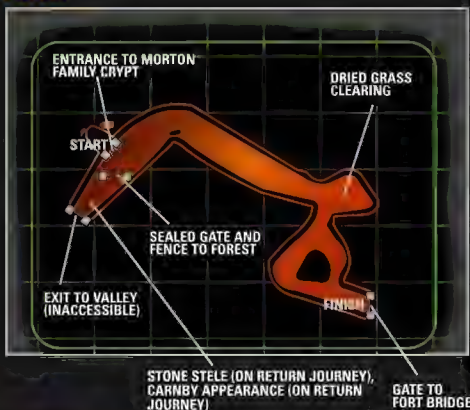 ENTRANCE TO MORTON
FAMILY CRYPT
DRIED GRASS
CLEARING
START
SEALED GATE AND
FENCE TO FOREST
EXIT TO VALLEY
(INACCESSIBLE)
FINISH
STONE STELE (ON RETURN JOURNEY),
CARNBY APPEARANCE (ON RETURN
JOURNEY)
GATE TO
FORT BRIDGE